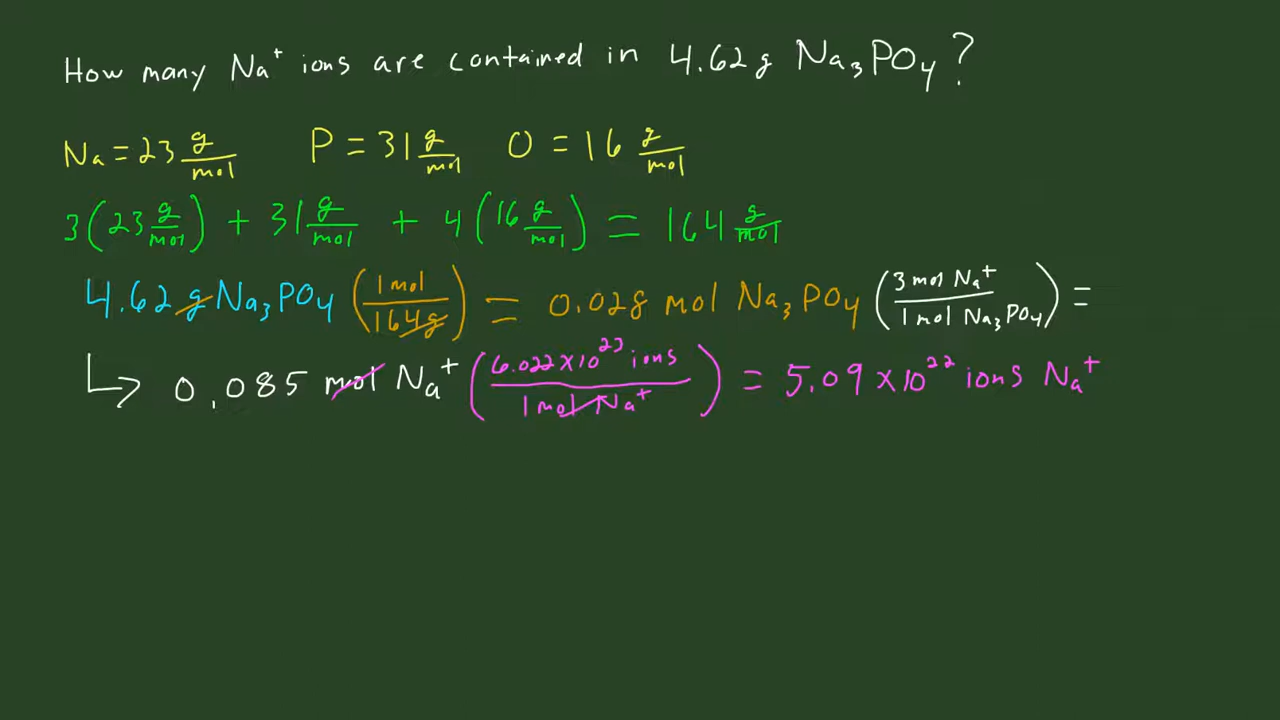 How many Na⁺ ions are contained in 4.62g Na₃PO₄?
Na = 23 g/mol P = 31 g/mol O = 16 g/mol
3(23 g/mol) + 31 g/mol + 4(16 g/mol) = 164 g/mol
4.62 g Na₃PO₄ (1 mol/164g) = 0.028 mol Na₃PO₄ (3 mol Na⁺/1 mol Na₃PO₄) =
↳ 0.085 mol Na⁺ (6.022 x 10²³ ions/1 mol Na⁺) = 5.09 x 10²² ions Na⁺